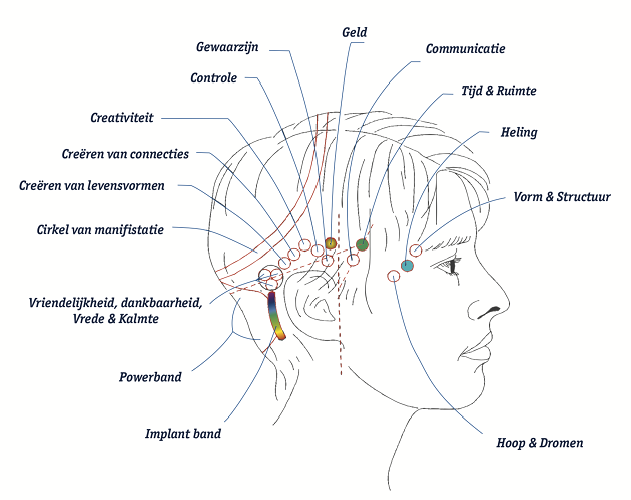 Geld
Gewaarzijn
Communicatie
Controle
Tijd & Ruimte
Creativiteit
Heling
Creëren van connecties
Creëren van levensvormen
Vorm & Structuur
Cirkel van manifistatie
Vriendelijkheid, dankbaarheid,
Vrede & Kalmte
Powerband
Implant band
Hoop & Dromen